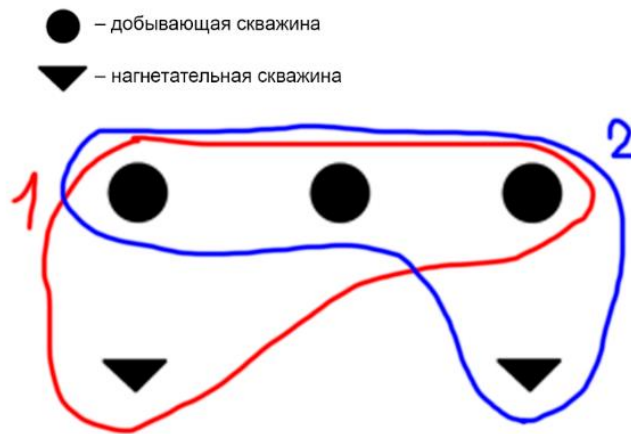 – добывающая скважина
– нагнетательная скважина
1
2